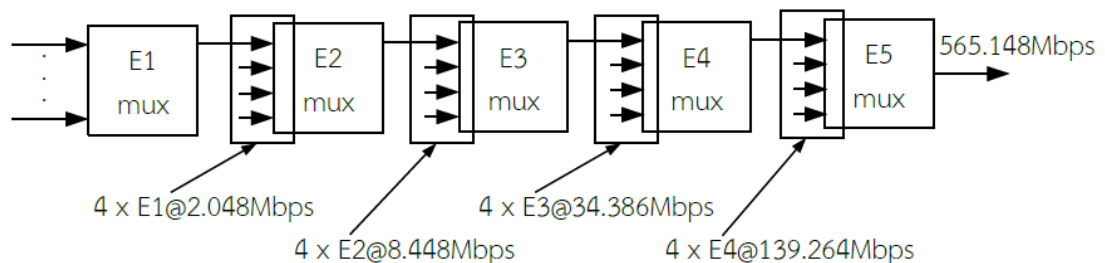 E1
mux
E2
mux
E3
mux
E4
mux
E5
mux
565.148Mbps
4 x E1@2.048Mbps
4 x E2@8.448Mbps
4 x E3@34.386Mbps
4 x E4@139.264Mbps